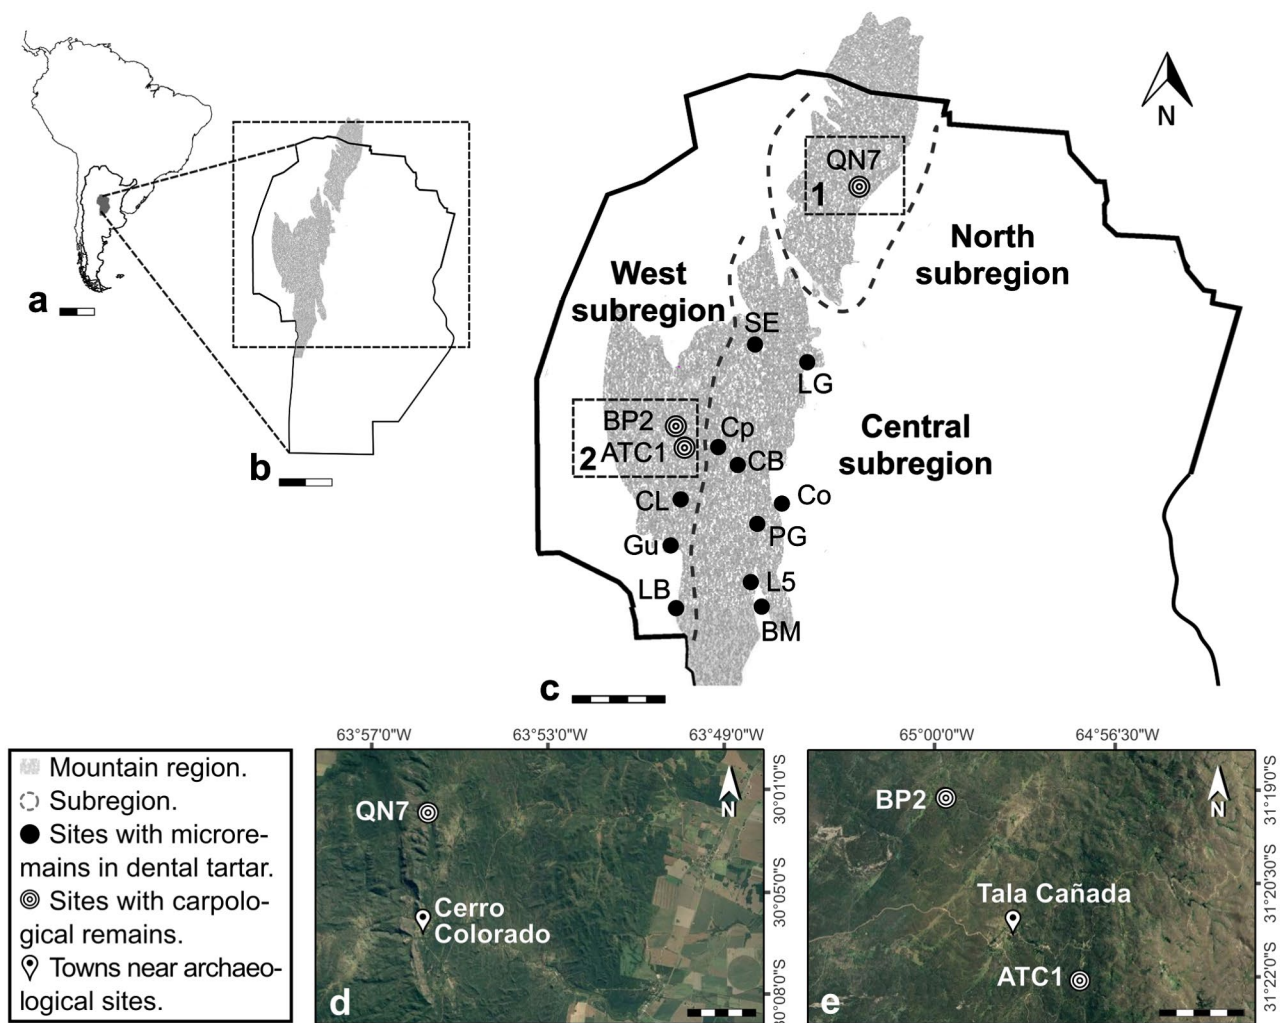 a
b
N
QN7
1
North
subregion
West
subregion
SE
LG
BP2
2 ATC1
Cp
CB
Central
subregion
CL
Co
PG
Gu
LB
L5
BM
c
Mountain region.
Subregion.
Sites with microre-
mains in dental tartar.
Sites with carpolo-
gical remains.
Towns near archaeo-
logical sites.
63°57'0"W
63°53'0"W
63°49'0"W
QN7
N
Cerro
Colorado
d
30°01'0"S
30°05'0"S
30°08'0"S
65°00'0"W
64°56'3.0"W
BP2
N
Tala Cañada
ATC1
e
31°19'0"S
31°20'30"S
31°22'0"S